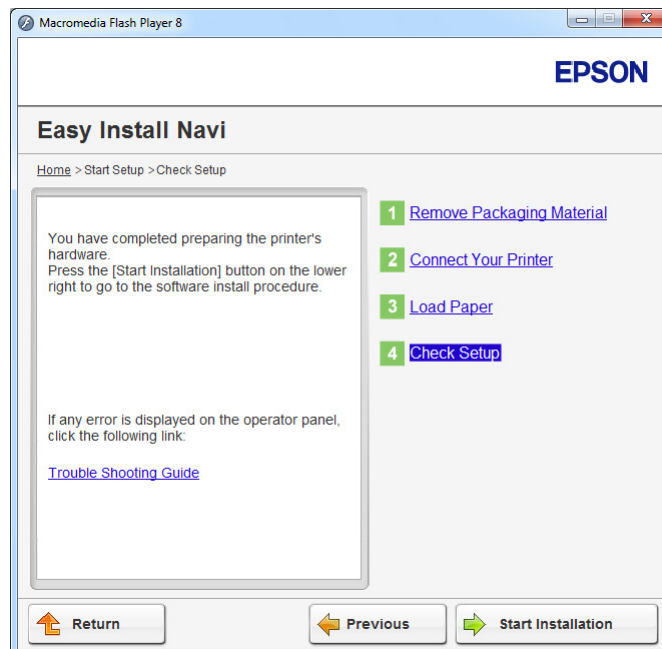 Macromedia Flash Player 8
EPSON
Easy Install Navi
Home > Start Setup >Check Setup
You have completed preparing the printer's
hardware.
Press the [Start Installation] button on the lower
right to go to the software install procedure.
If any error is displayed on the operator panel,
click the following link:
Trouble Shooting Guide
1 Remove Packaging Material
2 Connect Your Printer
3 Load Paper
4 Check Setup
Return
Previous
Start Installation